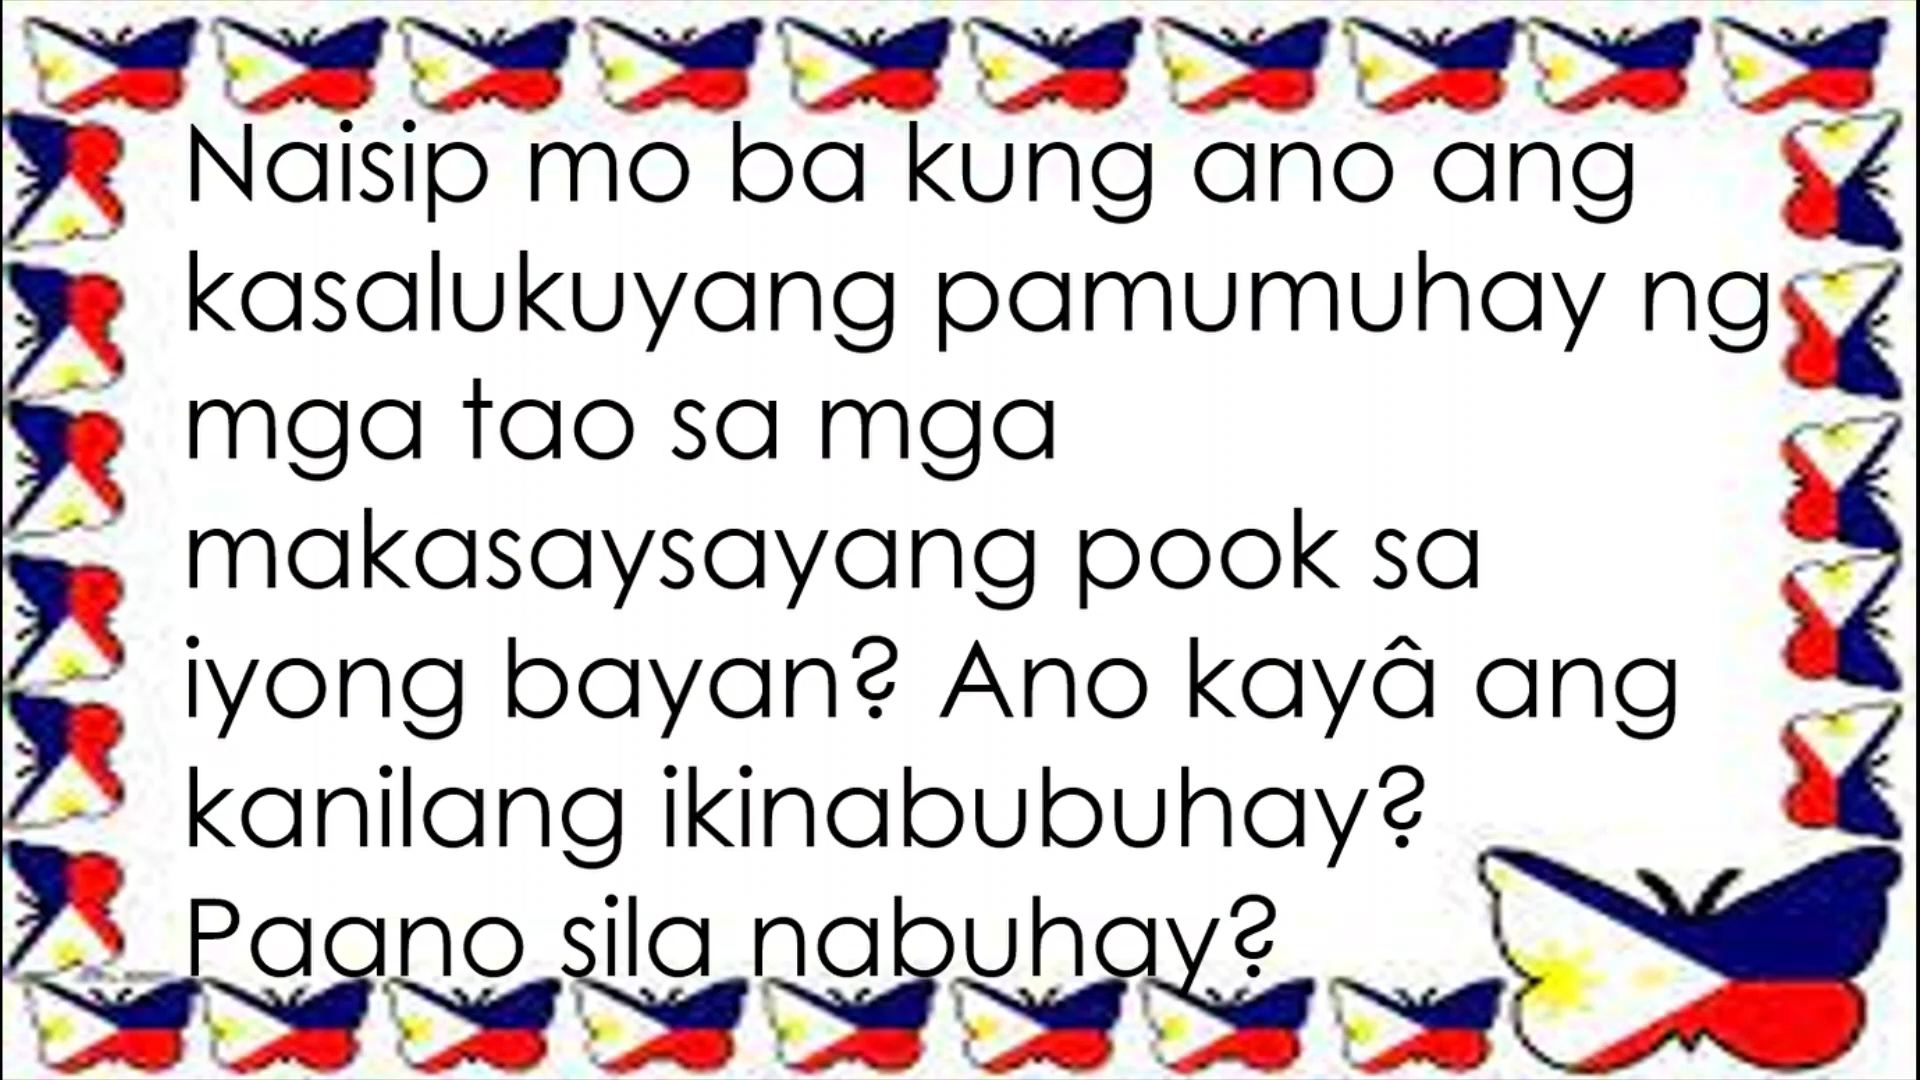 Naisip mo ba kung ano ang
kasalukuyang pamumuhay ng
mga tao sa mga
makasaysayang pook sa
iyong bayan? Ano kayâ ang
kanilang ikinabubuhay?
Paano sila nabuhay?